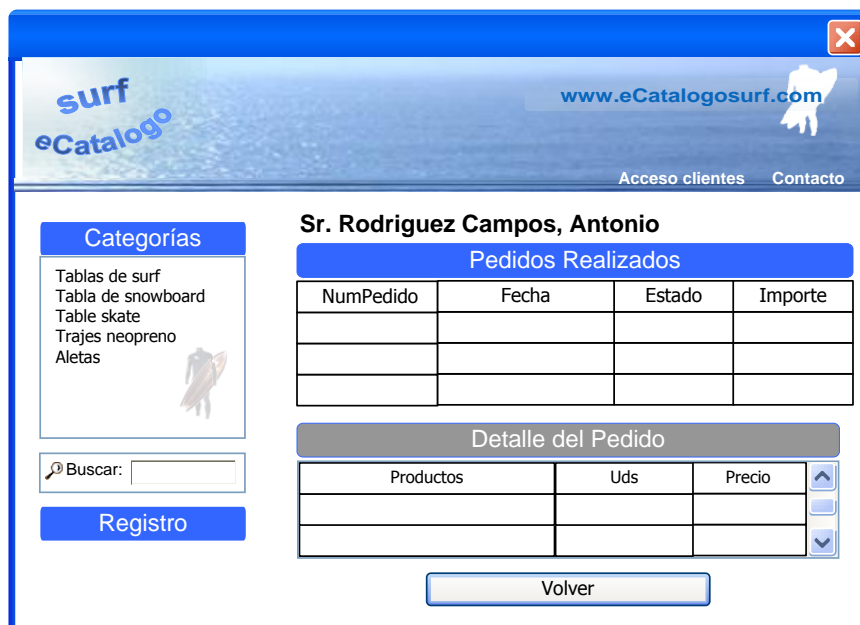 surf
eCatalogo
www.eCatalogosurf.com
Acceso clientes Contacto
Categorías
Tablas de surf
Tabla de snowboard
Table skate
Trajes neopreno
Aletas
Buscar:
Registro
Sr. Rodriguez Campos, Antonio
Pedidos Realizados
NumPedido Fecha Estado Importe
Detalle del Pedido
Productos Uds Precio
Volver